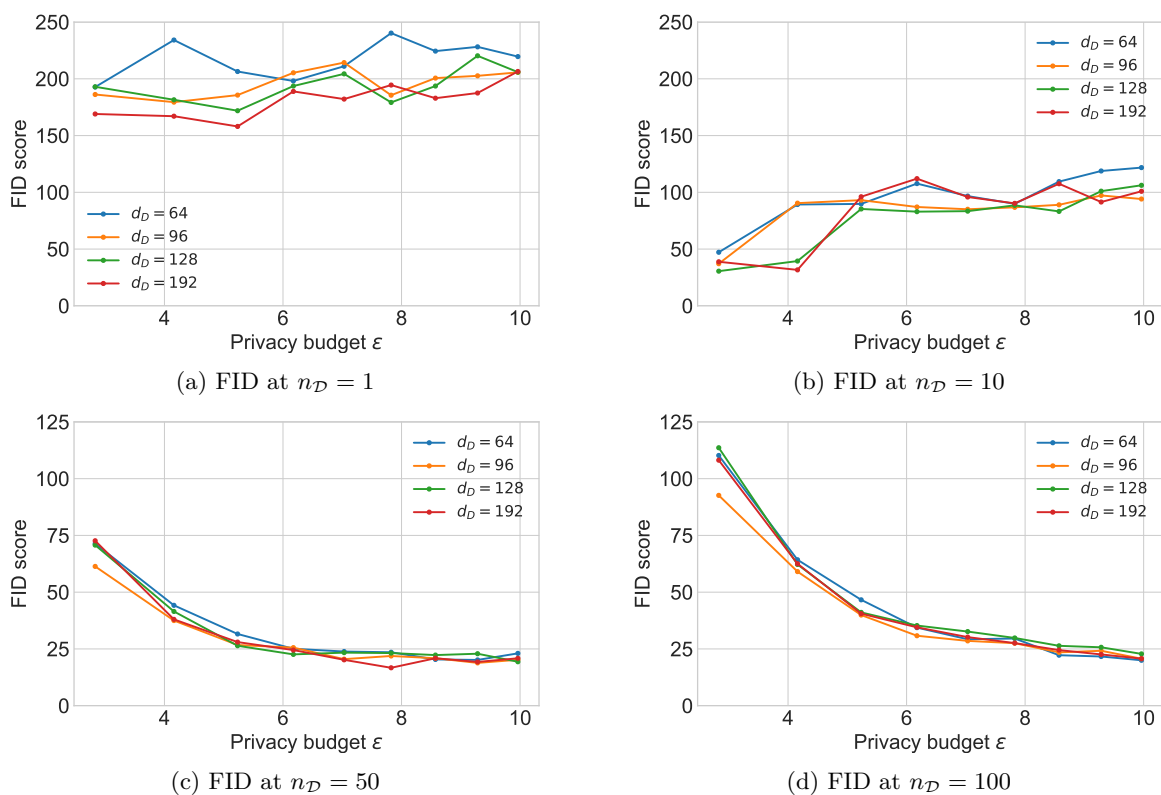 250
200
150
100
50
0
FID score
d_D = 64
d_D = 96
d_D = 128
d_D = 192
4 6 8 10
Privacy budget ε
(a) FID at n_𝒟 = 1
250
200
150
100
50
0
FID score
d_D = 64
d_D = 96
d_D = 128
d_D = 192
4 6 8 10
Privacy budget ε
(b) FID at n_𝒟 = 10
125
100
75
50
25
0
FID score
d_D = 64
d_D = 96
d_D = 128
d_D = 192
4 6 8 10
Privacy budget ε
(c) FID at n_𝒟 = 50
125
100
75
50
25
0
FID score
d_D = 64
d_D = 96
d_D = 128
d_D = 192
4 6 8 10
Privacy budget ε
(d) FID at n_𝒟 = 100